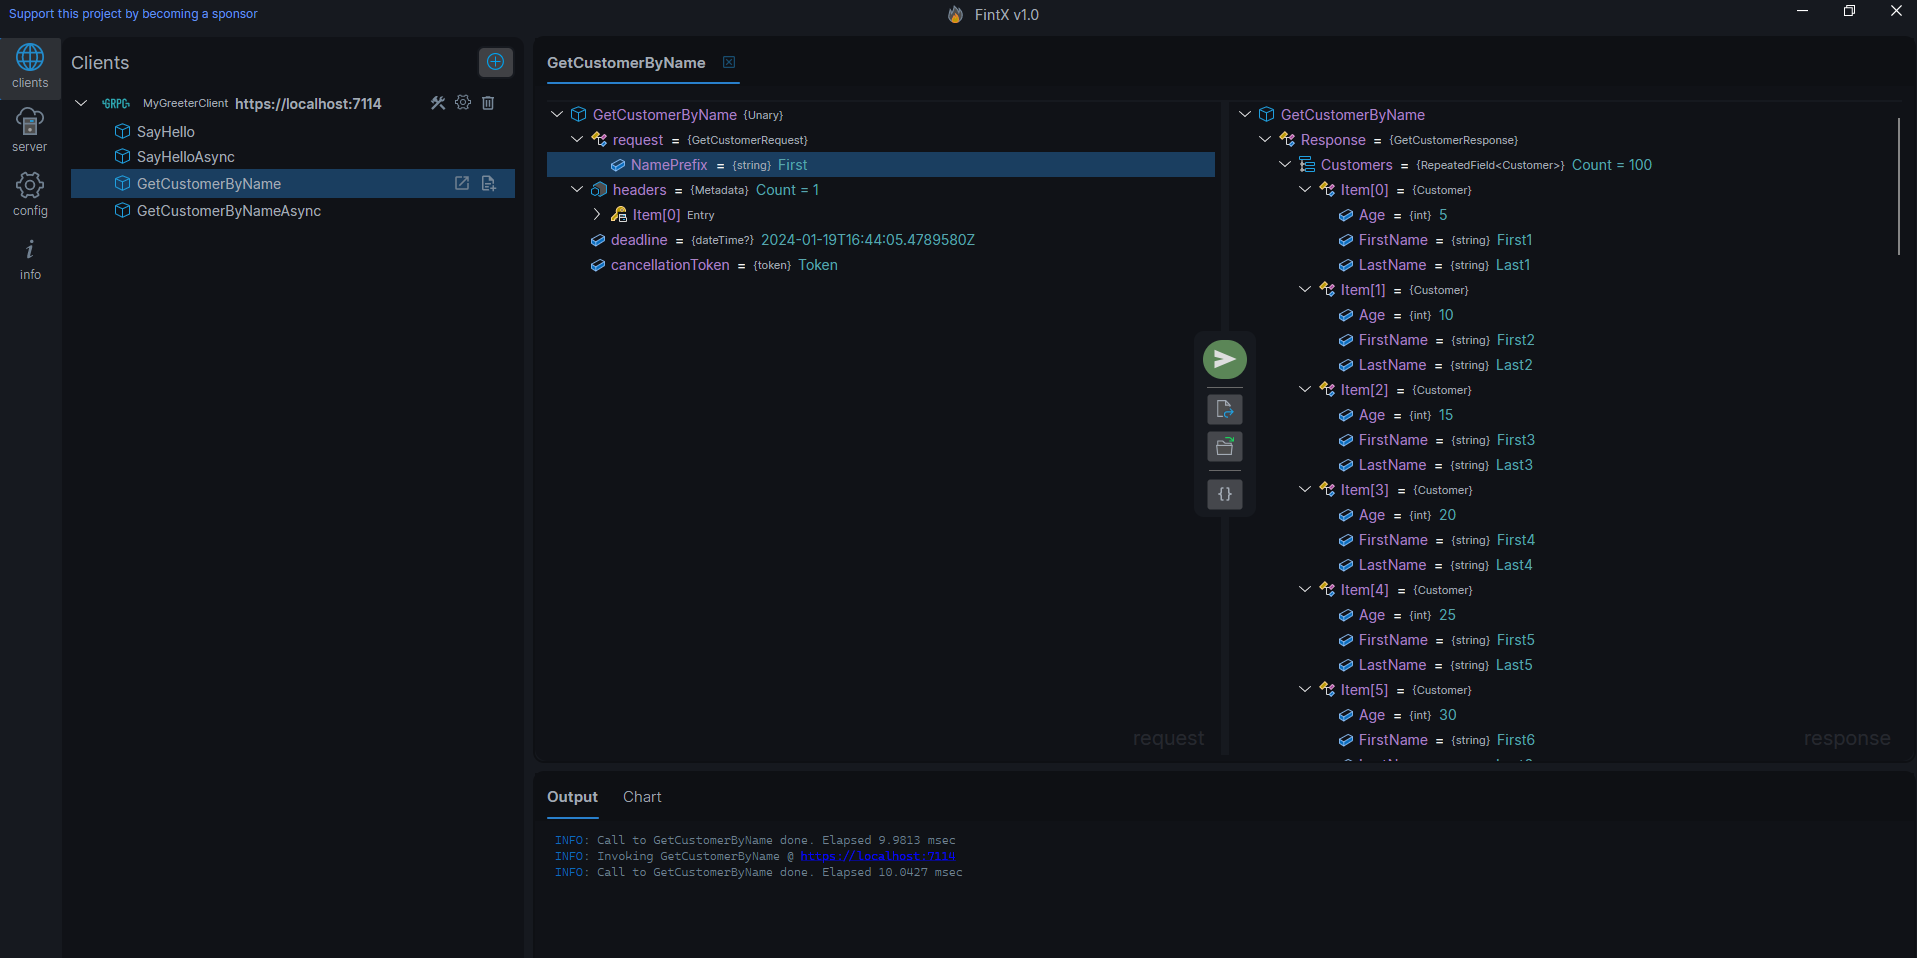 Support this project by becoming a sponsor
FintX v1.0
clients
server
config
info
Clients
GRPC MyGreeterClient https://localhost:7114
SayHello
SayHelloAsync
GetCustomerByName
GetCustomerByNameAsync
GetCustomerByName
GetCustomerByName {Unary}
request = {GetCustomerRequest}
NamePrefix = {string} First
headers = {Metadata} Count = 1
Item[0] Entry
deadline = {dateTime?} 2024-01-19T16:44:05.4789580Z
cancellationToken = {token} Token
request
{}
GetCustomerByName
Response = {GetCustomerResponse}
Customers = {RepeatedField<Customer>} Count = 100
Item[0] = {Customer}
Age = {int} 5
FirstName = {string} First1
LastName = {string} Last1
Item[1] = {Customer}
Age = {int} 10
FirstName = {string} First2
LastName = {string} Last2
Item[2] = {Customer}
Age = {int} 15
FirstName = {string} First3
LastName = {string} Last3
Item[3] = {Customer}
Age = {int} 20
FirstName = {string} First4
LastName = {string} Last4
Item[4] = {Customer}
Age = {int} 25
FirstName = {string} First5
LastName = {string} Last5
Item[5] = {Customer}
Age = {int} 30
FirstName = {string} First6
response
Output Chart
INFO: Call to GetCustomerByName done. Elapsed 9.9813 msec
INFO: Invoking GetCustomerByName @ https://localhost:7114
INFO: Call to GetCustomerByName done. Elapsed 10.0427 msec